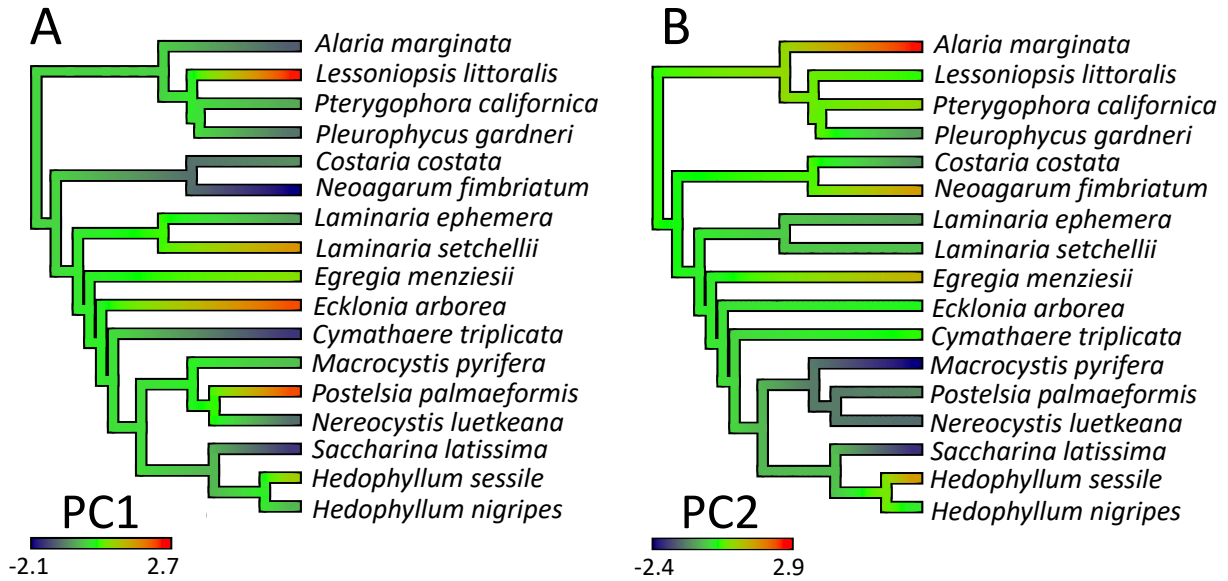 A
Alaria marginata
Lessoniopsis littoralis
Pterygophora californica
Pleurophycus gardneri
Costaria costata
Neoagarum fimbriatum
Laminaria ephemera
Laminaria setchellii
Egregia menziesii
Ecklonia arborea
Cymathaere triplicata
Macrocystis pyrifera
Postelsia palmaeformis
Nereocystis luetkeana
Saccharina latissima
Hedophyllum sessile
Hedophyllum nigripes
PC1
-2.1 2.7
B
Alaria marginata
Lessoniopsis littoralis
Pterygophora californica
Pleurophycus gardneri
Costaria costata
Neoagarum fimbriatum
Laminaria ephemera
Laminaria setchellii
Egregia menziesii
Ecklonia arborea
Cymathaere triplicata
Macrocystis pyrifera
Postelsia palmaeformis
Nereocystis luetkeana
Saccharina latissima
Hedophyllum sessile
Hedophyllum nigripes
PC2
-2.4 2.9